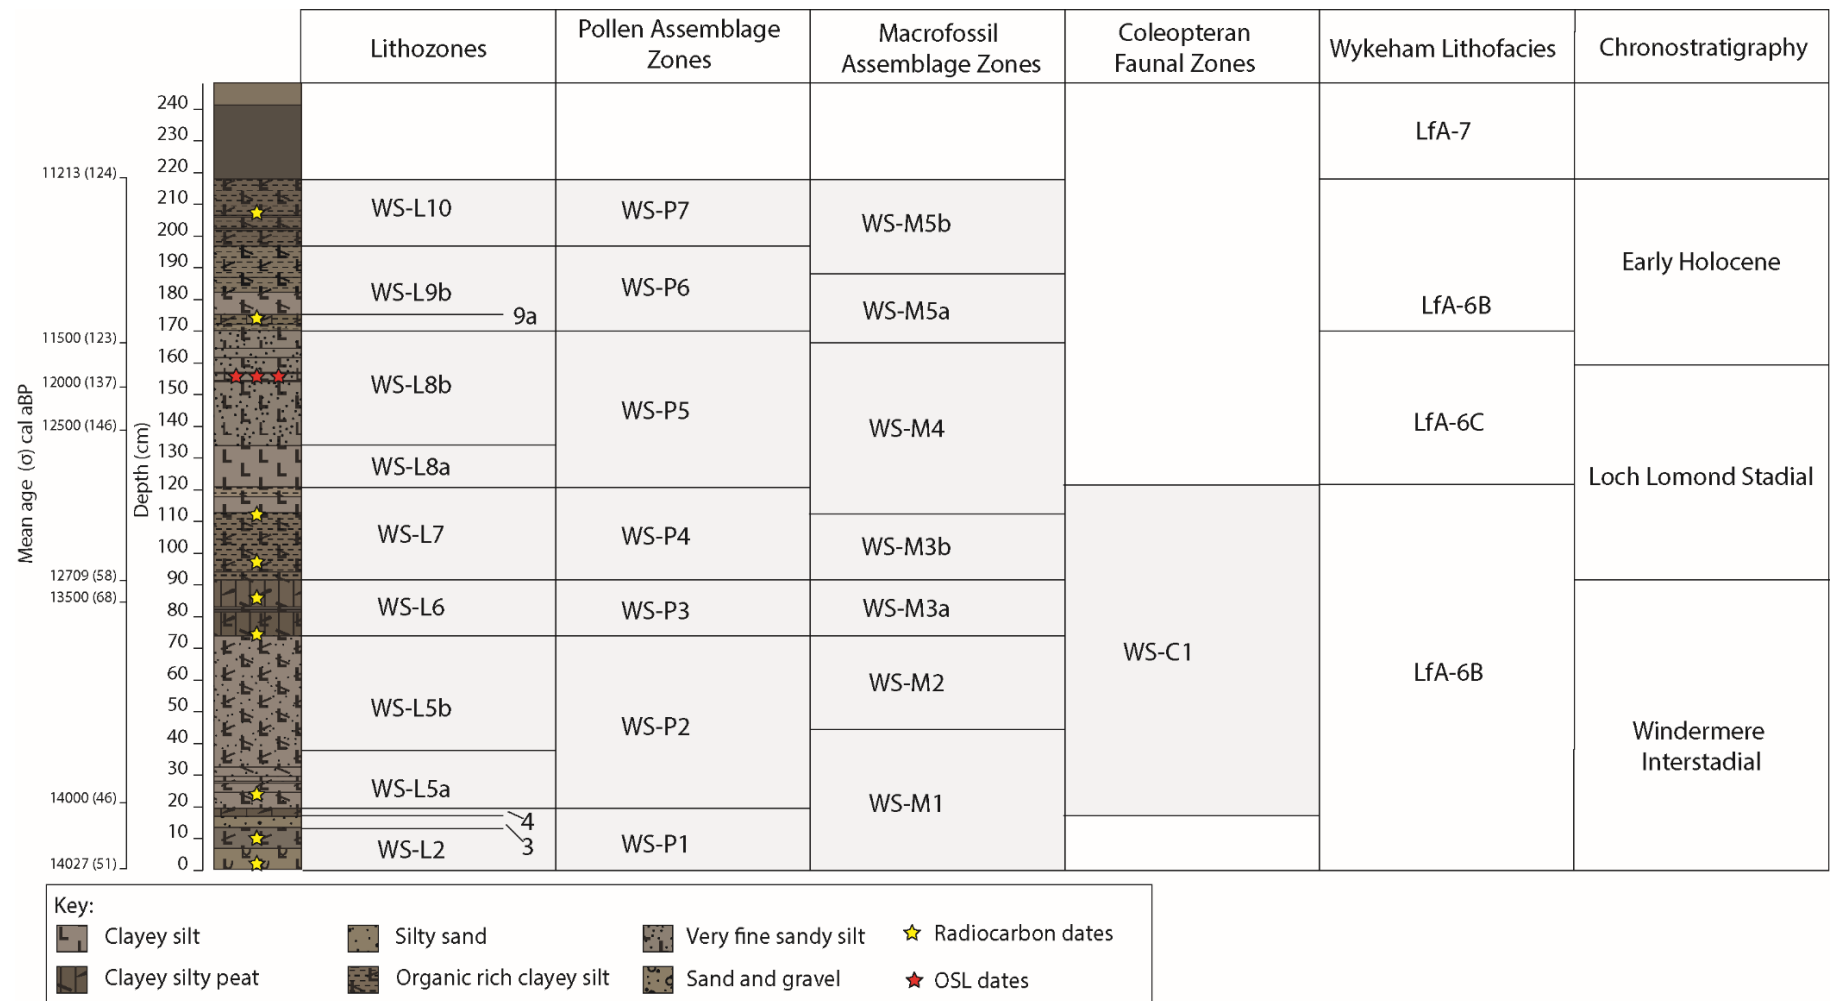 Lithozones
Pollen Assemblage
Zones
Macrofossil
Assemblage Zones
Coleopteran
Faunal Zones
Wykeham Lithofacies
Chronostratigraphy
Mean age (σ) cal aBP
11213 (124)
11500 (123)
12000 (137)
12500 (146)
12709 (58)
13500 (68)
14000 (46)
14027 (51)
Depth (cm)
240
230
220
210
200
190
180
170
160
150
140
130
120
110
100
90
80
70
60
50
40
30
20
10
0
WS-L10
WS-L9b
9a
WS-L8b
WS-L8a
WS-L7
WS-L6
WS-L5b
WS-L5a
4
3
WS-L2
WS-P7
WS-P6
WS-P5
WS-P4
WS-P3
WS-P2
WS-P1
WS-M5b
WS-M5a
WS-M4
WS-M3b
WS-M3a
WS-M2
WS-M1
WS-C1
LfA-7
LfA-6B
LfA-6C
LfA-6B
Early Holocene
Loch Lomond Stadial
Windermere
Interstadial
Key:
Clayey silt
Silty sand
Very fine sandy silt
Radiocarbon dates
Clayey silty peat
Organic rich clayey silt
Sand and gravel
OSL dates